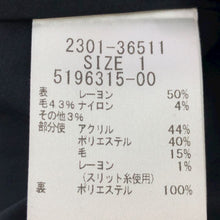 2301-36511
SIZE 1
5196315-00
表 レーヨン 50%
毛43%ナイロン 4%
その他3%
部分使 アクリル 44%
ポリエステル 40%
毛 15%
レーヨン 1%
(スリット糸使用)
裏 ポリエステル 100%